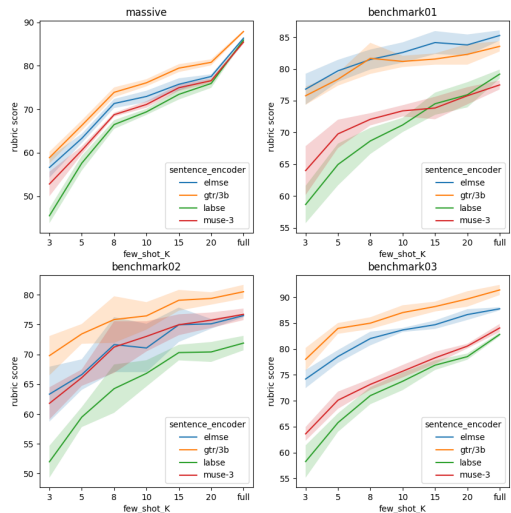 massive
rubric score
90
80
70
60
50
sentence_encoder
elmse
gtr/3b
labse
muse-3
3 5 8 10 15 20 full
few_shot_K
benchmark01
rubric score
85
80
75
70
65
60
55
sentence_encoder
elmse
gtr/3b
labse
muse-3
3 5 8 10 15 20 full
few_shot_K
benchmark02
rubric score
80
75
70
65
60
55
50
sentence_encoder
elmse
gtr/3b
labse
muse-3
3 5 8 10 15 20 full
few_shot_K
benchmark03
rubric score
90
85
80
75
70
65
60
55
sentence_encoder
elmse
gtr/3b
labse
muse-3
3 5 8 10 15 20 full
few_shot_K